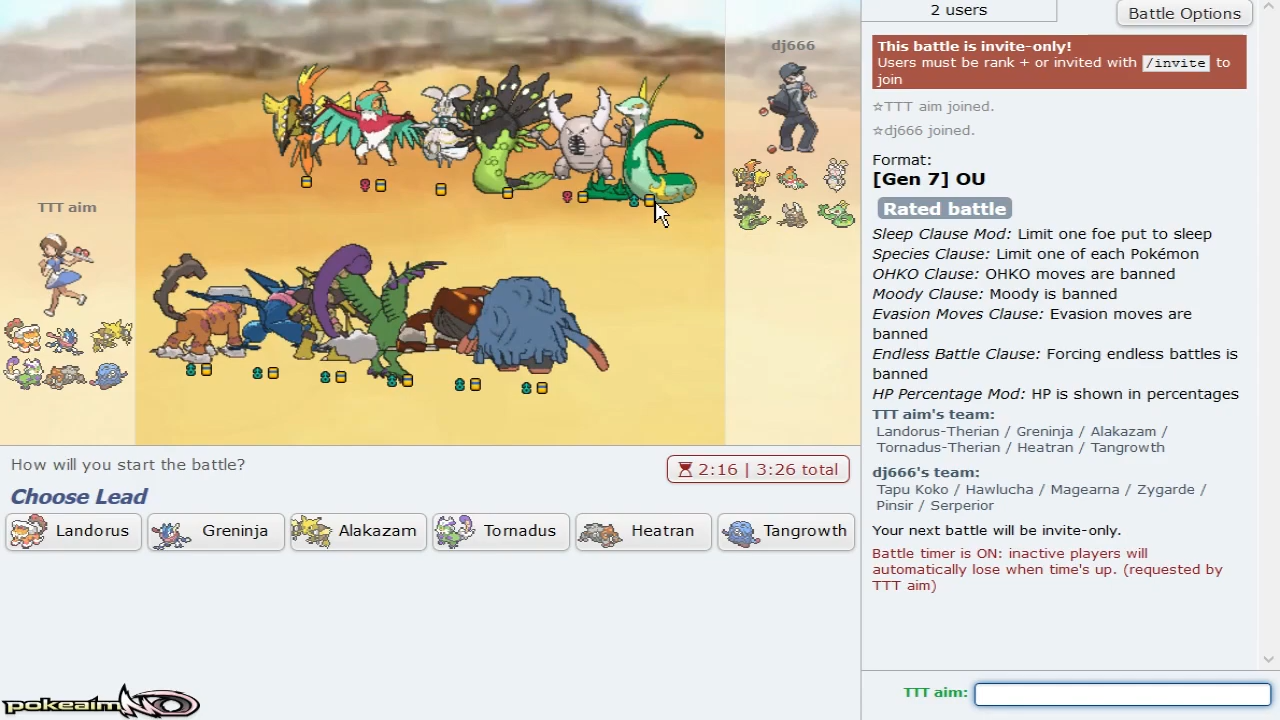 2 users
Battle Options
This battle is invite-only!
Users must be rank + or invited with /invite to
join
☆TTT aim joined.
☆dj666 joined.
Format:
[Gen 7] OU
Rated battle
Sleep Clause Mod: Limit one foe put to sleep
Species Clause: Limit one of each Pokémon
OHKO Clause: OHKO moves are banned
Moody Clause: Moody is banned
Evasion Moves Clause: Evasion moves are
banned
Endless Battle Clause: Forcing endless battles is
banned
HP Percentage Mod: HP is shown in percentages
TTT aim's team:
Landorus-Therian / Greninja / Alakazam /
Tornadus-Therian / Heatran / Tangrowth
dj666's team:
Tapu Koko / Hawlucha / Magearna / Zygarde /
Pinsir / Serperior
Your next battle will be invite-only.
Battle timer is ON: inactive players will
automatically lose when time's up. (requested by
TTT aim)
TTT aim:
dj666
TTT aim
How will you start the battle?
2:16 | 3:26 total
Choose Lead
Landorus
Greninja
Alakazam
Tornadus
Heatran
Tangrowth
pokeaimMD